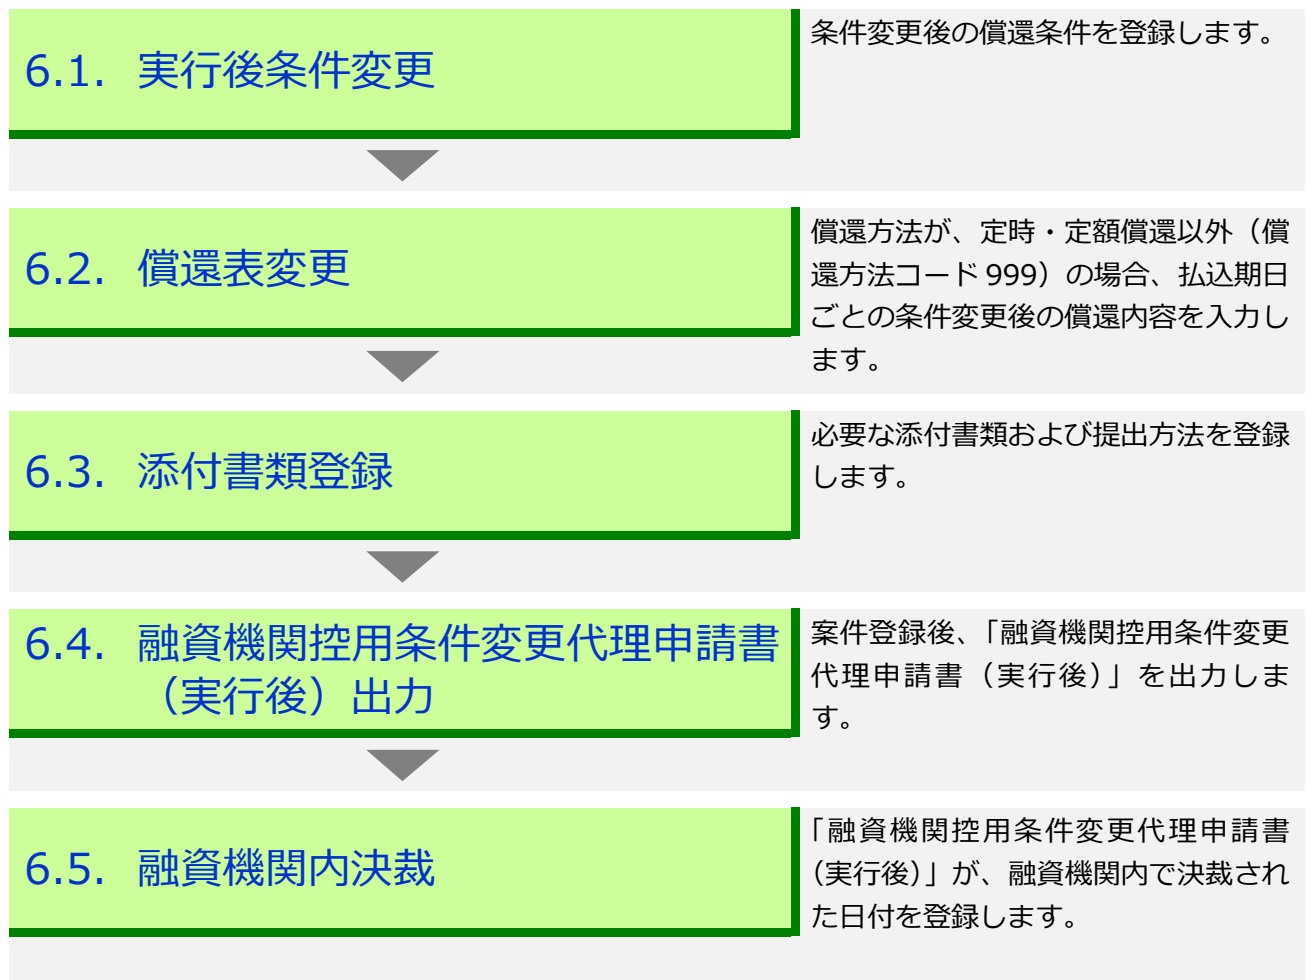 6.1. 実行後条件変更
条件変更後の償還条件を登録します。
6.2. 償還表変更
償還方法が、定時・定額償還以外（償
還方法コード 999）の場合、払込期日
ごとの条件変更後の償還内容を入力し
ます。
6.3. 添付書類登録
必要な添付書類および提出方法を登録
します。
6.4. 融資機関控用条件変更代理申請書
（実行後）出力
案件登録後、「融資機関控用条件変更
代理申請書（実行後）」を出力しま
す。
6.5. 融資機関内決裁
「融資機関控用条件変更代理申請書
（実行後）」が、融資機関内で決裁され
た日付を登録します。